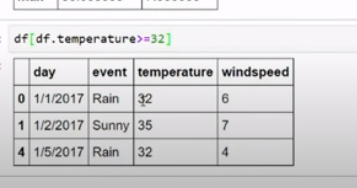 df[df.temperature>=32]
day event temperature windspeed
0 1/1/2017 Rain 32 6
1 1/2/2017 Sunny 35 7
4 1/5/2017 Rain 32 4